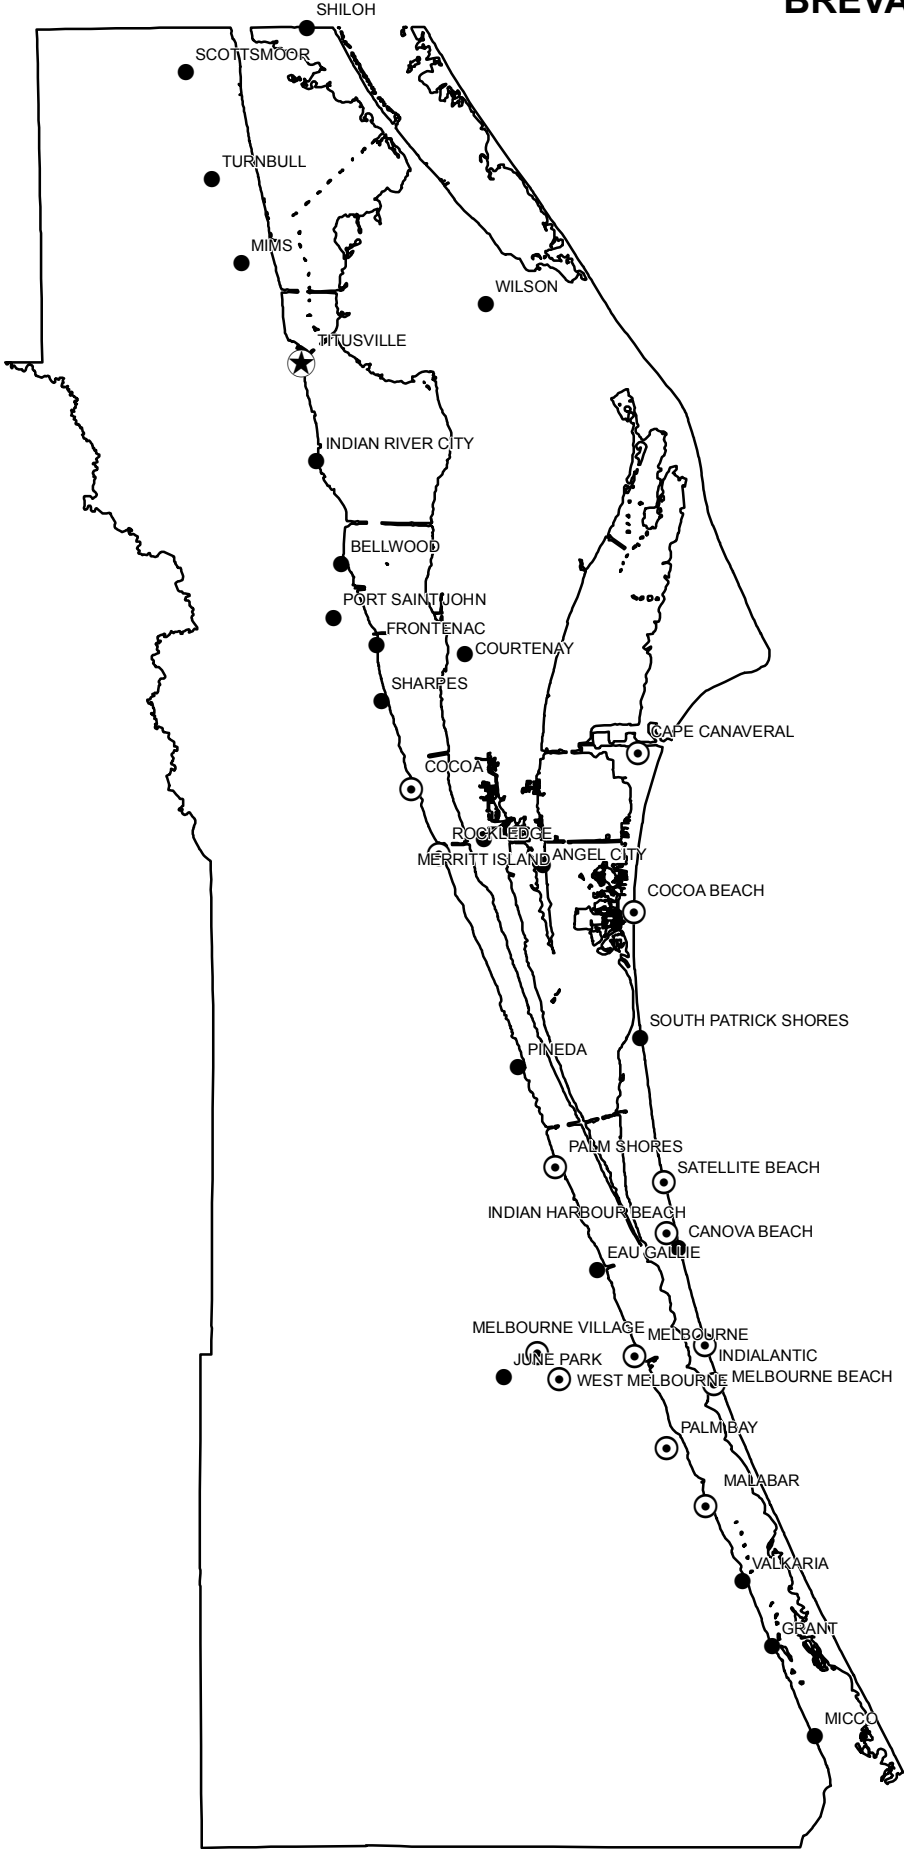 BREVA
SHILOH
SCOTTSMOOR
TURNBULL
MIMS
WILSON
TITUSVILLE
INDIAN RIVER CITY
BELLWOOD
PORT SAINT JOHN
FRONTENAC
COURTENAY
SHARPES
CAPE CANAVERAL
COCOA
ROCKLEDGE
MERRITT ISLAND
ANGEL CITY
COCOA BEACH
SOUTH PATRICK SHORES
PINEDA
PALM SHORES
SATELLITE BEACH
INDIAN HARBOUR BEACH
CANOVA BEACH
EAU GALLIE
MELBOURNE VILLAGE
MELBOURNE
INDIALANTIC
JUNE PARK
WEST MELBOURNE
MELBOURNE BEACH
PALM BAY
MALABAR
VALKARIA
GRANT
MICCO